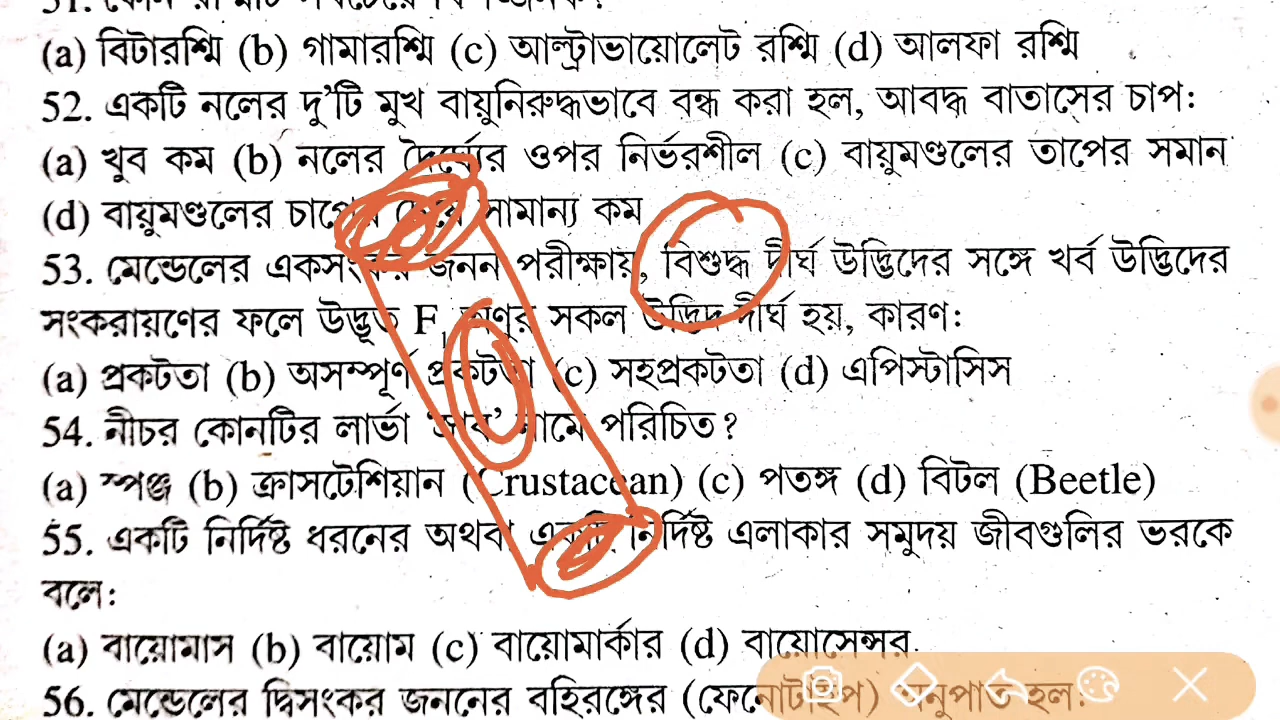 (a) বিটারশ্মি (b) গামারশ্মি (c) আল্ট্রাভায়োলেট রশ্মি (d) আলফা রশ্মি
52. একটি নলের দু'টি মুখ বায়ুনিরুদ্ধভাবে বন্ধ করা হল, আবদ্ধ বাতাসের চাপ:
(a) খুব কম (b) নলের দৈর্ঘ্যের ওপর নির্ভরশীল (c) বায়ুমণ্ডলের তাপের সমান
(d) বায়ুমণ্ডলের চাপের চেয়ে সামান্য কম
53. মেন্ডেলের একসংকর জনন পরীক্ষায়, বিশুদ্ধ দীর্ঘ উদ্ভিদের সঙ্গে খর্ব উদ্ভিদের
সংকরায়ণের ফলে উদ্ভূত F₁ অণুর সকল উদ্ভিদ দীর্ঘ হয়, কারণ:
(a) প্রকটতা (b) অসম্পূর্ণ প্রকটতা (c) সহপ্রকটতা (d) এপিস্টাসিস
54. নীচর কোনটির লার্ভা নামে পরিচিত?
(a) স্পঞ্জ (b) ক্রাসটেশিয়ান (Crustacean) (c) পতঙ্গ (d) বিটল (Beetle)
55. একটি নির্দিষ্ট ধরনের অথবা একটি নির্দিষ্ট এলাকার সমুদয় জীবগুলির ভরকে
বলে:
(a) বায়োমাস (b) বায়োম (c) বায়োমার্কার (d) বায়োসেন্সর.
56. মেন্ডেলের দ্বিসংকর জননের বহিরঙ্গের (ফেনোটাইপ) অনুপাত হল: